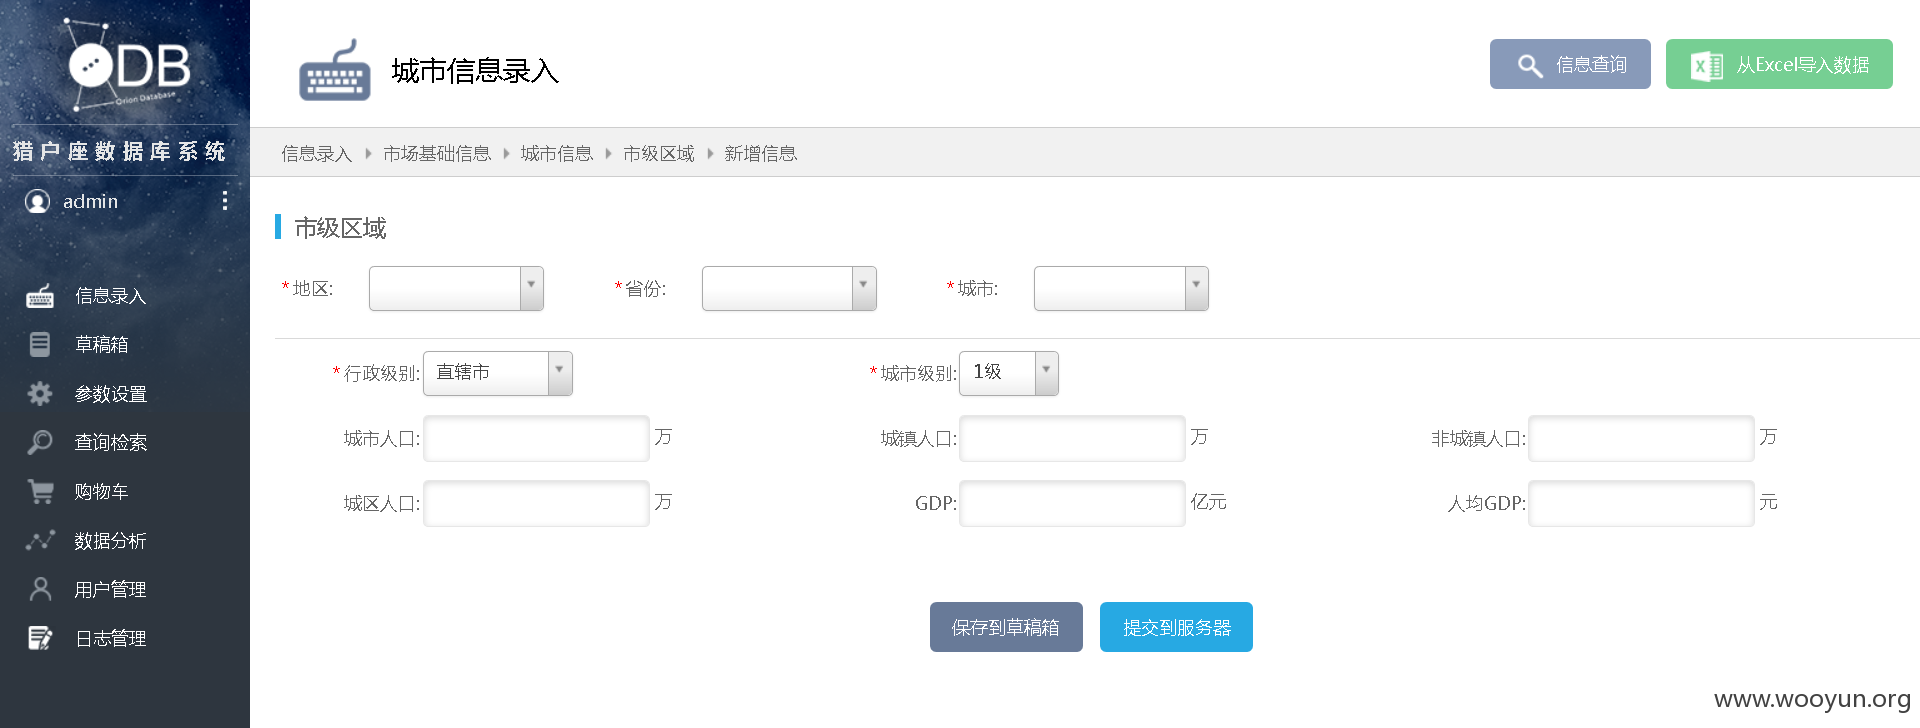 ODB
Orion Database
猎户座数据库系统
admin
信息录入
草稿箱
参数设置
查询检索
购物车
数据分析
用户管理
日志管理
城市信息录入
信息查询
从Excel导入数据
信息录入 市场基础信息 城市信息 市级区域 新增信息
市级区域
*地区: *省份: *城市:
*行政级别: 直辖市 *城市级别: 1级
城市人口: 万 城镇人口: 万 非城镇人口: 万
城区人口: 万 GDP: 亿元 人均GDP: 元
保存到草稿箱 提交到服务器
www.wooyun.org